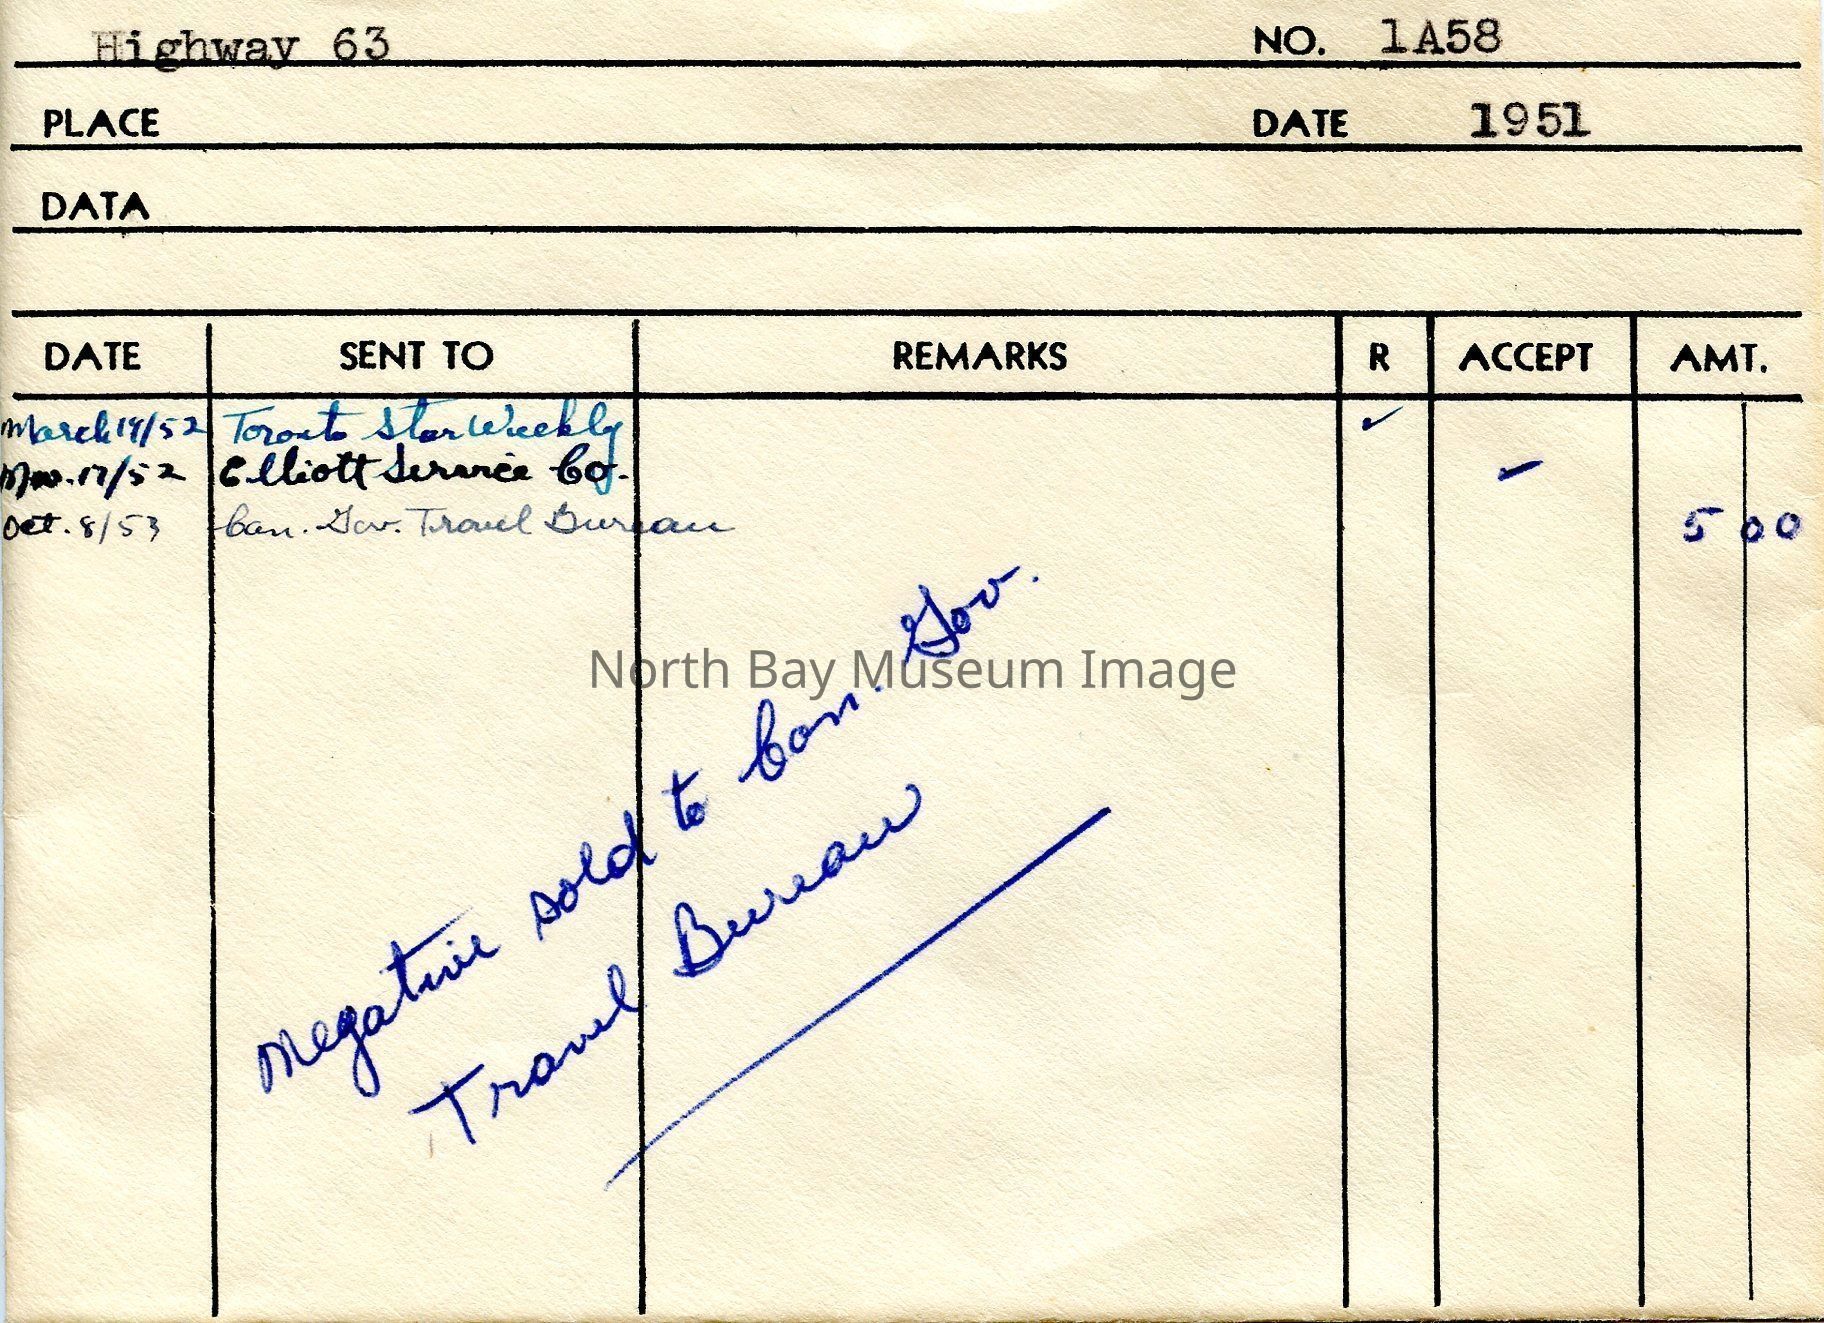 Highway 63 NO. 1A58
PLACE DATE 1951
DATA
DATE SENT TO REMARKS R ACCEPT AMT.
March 19/52 Toronto Star Weekly ✓
Nov. 17/52 Elliott Service Co. ✓
Oct. 8/53 Can. Gov. Travel Bureau 5 00
North Bay Museum Image
Negative sold to Can. Gov.
Travel Bureau